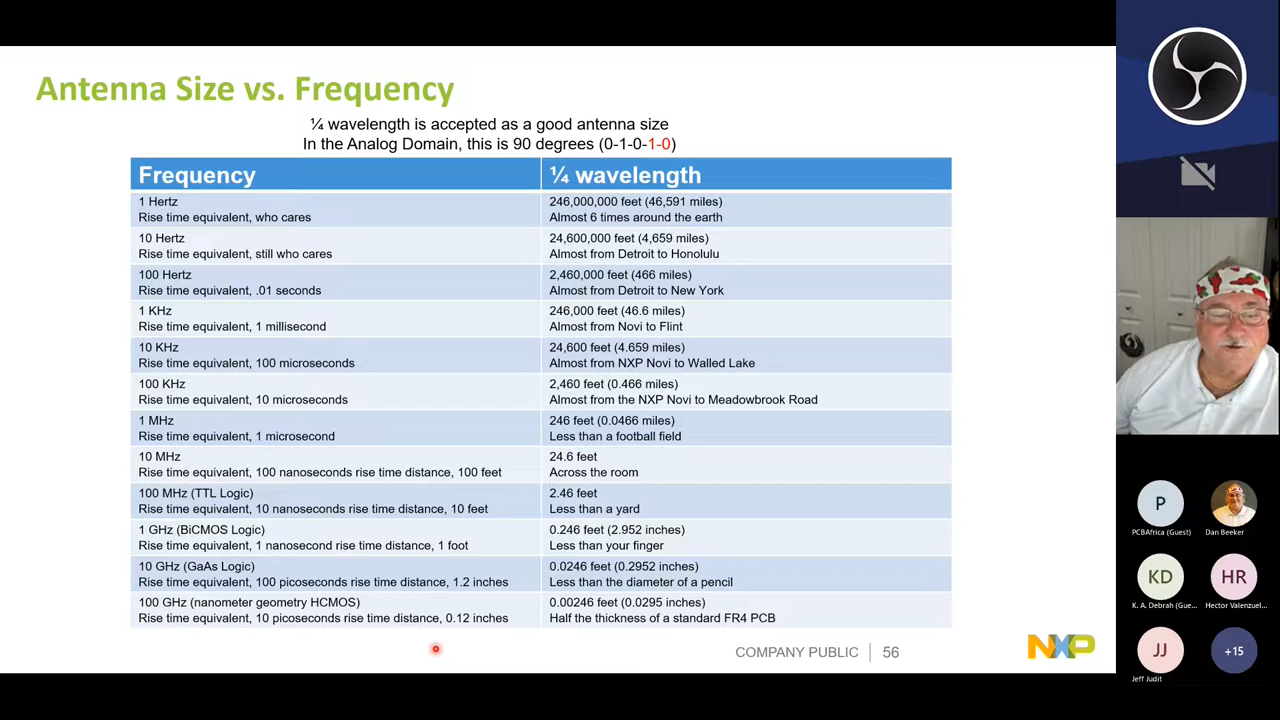 Antenna Size vs. Frequency
¼ wavelength is accepted as a good antenna size
In the Analog Domain, this is 90 degrees (0-1-0-1-0)
Frequency
¼ wavelength
1 Hertz
Rise time equivalent, who cares
246,000,000 feet (46,591 miles)
Almost 6 times around the earth
10 Hertz
Rise time equivalent, still who cares
24,600,000 feet (4,659 miles)
Almost from Detroit to Honolulu
100 Hertz
Rise time equivalent, .01 seconds
2,460,000 feet (466 miles)
Almost from Detroit to New York
1 KHz
Rise time equivalent, 1 millisecond
246,000 feet (46.6 miles)
Almost from Novi to Flint
10 KHz
Rise time equivalent, 100 microseconds
24,600 feet (4.659 miles)
Almost from NXP Novi to Walled Lake
100 KHz
Rise time equivalent, 10 microseconds
2,460 feet (0.466 miles)
Almost from the NXP Novi to Meadowbrook Road
1 MHz
Rise time equivalent, 1 microsecond
246 feet (0.0466 miles)
Less than a football field
10 MHz
Rise time equivalent, 100 nanoseconds rise time distance, 100 feet
24.6 feet
Across the room
100 MHz (TTL Logic)
Rise time equivalent, 10 nanoseconds rise time distance, 10 feet
2.46 feet
Less than a yard
1 GHz (BiCMOS Logic)
Rise time equivalent, 1 nanosecond rise time distance, 1 foot
0.246 feet (2.952 inches)
Less than your finger
10 GHz (GaAs Logic)
Rise time equivalent, 100 picoseconds rise time distance, 1.2 inches
0.0246 feet (0.2952 inches)
Less than the diameter of a pencil
100 GHz (nanometer geometry HCMOS)
Rise time equivalent, 10 picoseconds rise time distance, 0.12 inches
0.00246 feet (0.0295 inches)
Half the thickness of a standard FR4 PCB
COMPANY PUBLIC | 56
NXP
P
PCBAfrica (Guest)
Dan Beeker
KD
K. A. Debrah (Gue...
HR
Hector Valenzuel...
JJ
Jeff Judit
+15